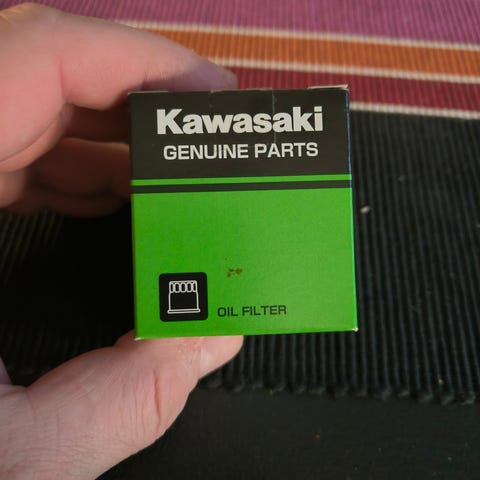 Kawasaki
GENUINE PARTS
OIL FILTER